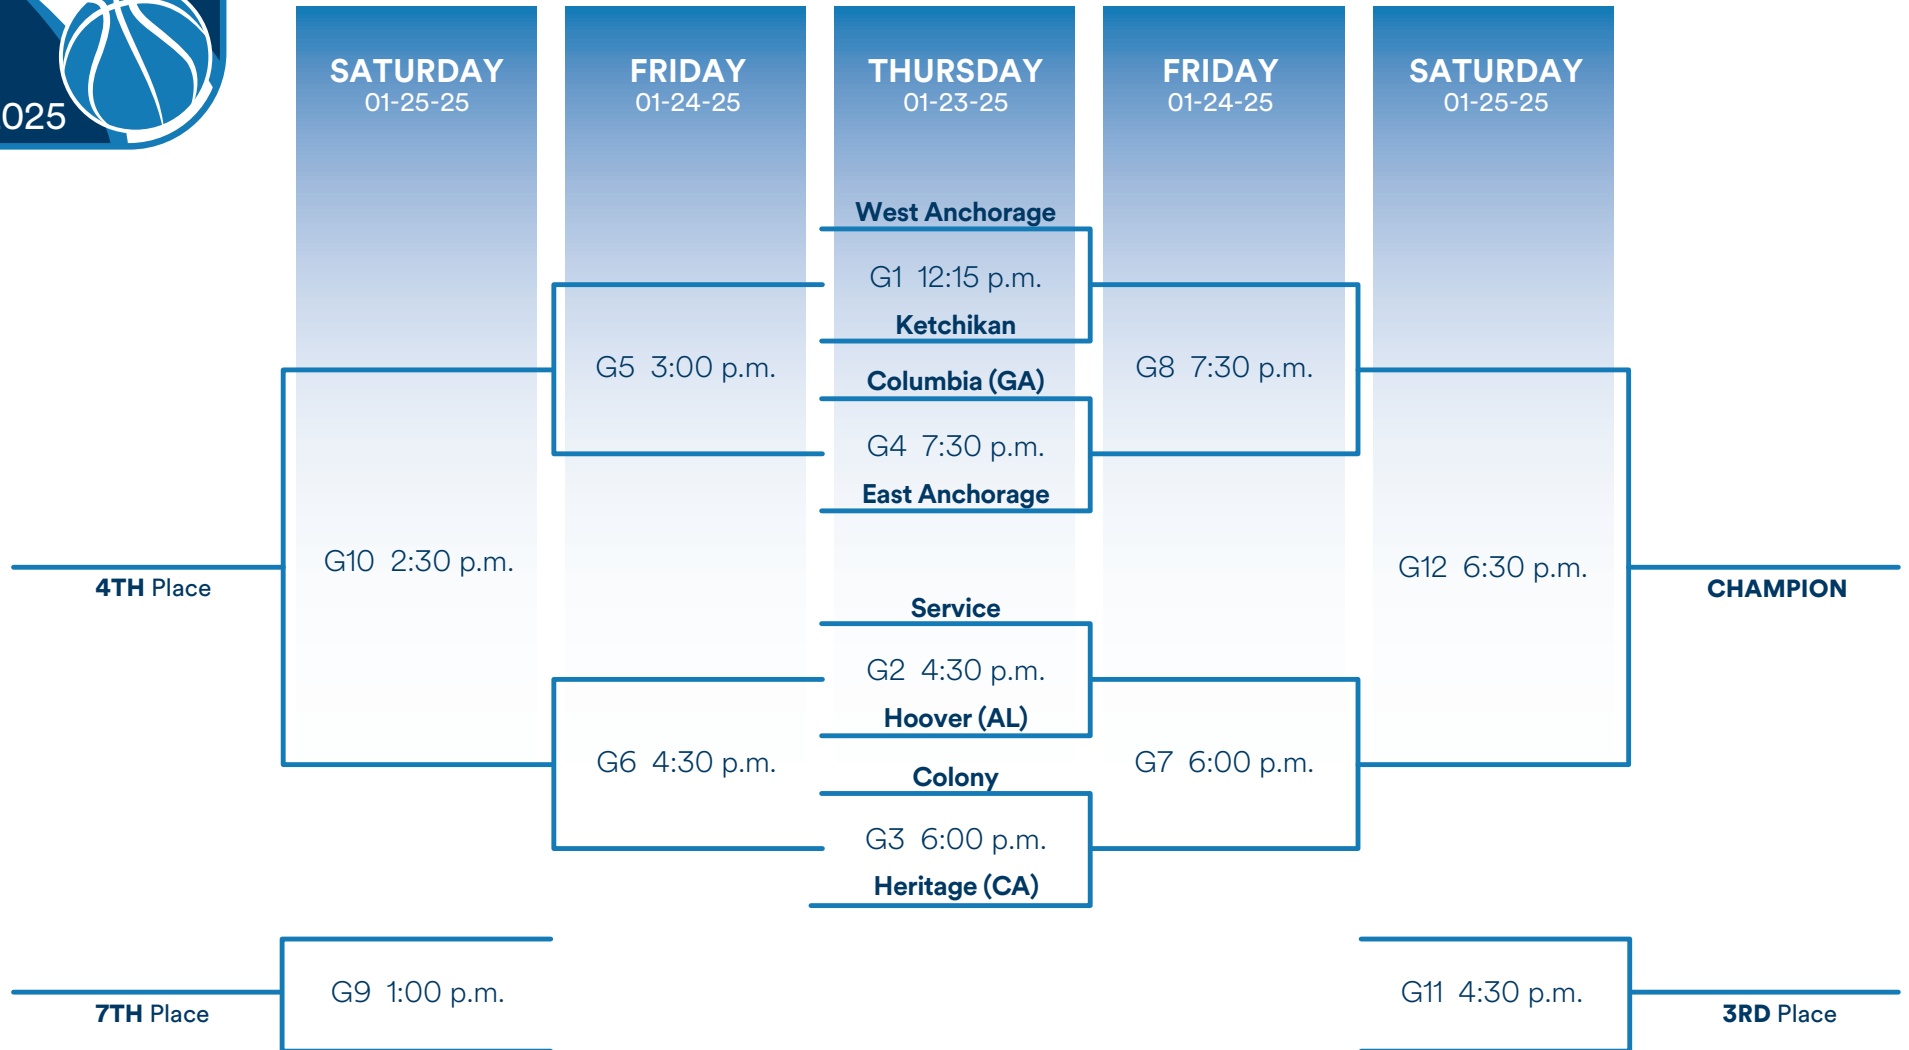 025
SATURDAY
01-25-25
FRIDAY
01-24-25
THURSDAY
01-23-25
FRIDAY
01-24-25
SATURDAY
01-25-25
West Anchorage
G1 12:15 p.m.
Ketchikan
G5 3:00 p.m.
G8 7:30 p.m.
Columbia (GA)
G4 7:30 p.m.
East Anchorage
G10 2:30 p.m.
G12 6:30 p.m.
4TH Place
CHAMPION
Service
G2 4:30 p.m.
Hoover (AL)
G6 4:30 p.m.
G7 6:00 p.m.
Colony
G3 6:00 p.m.
Heritage (CA)
G9 1:00 p.m.
G11 4:30 p.m.
7TH Place
3RD Place